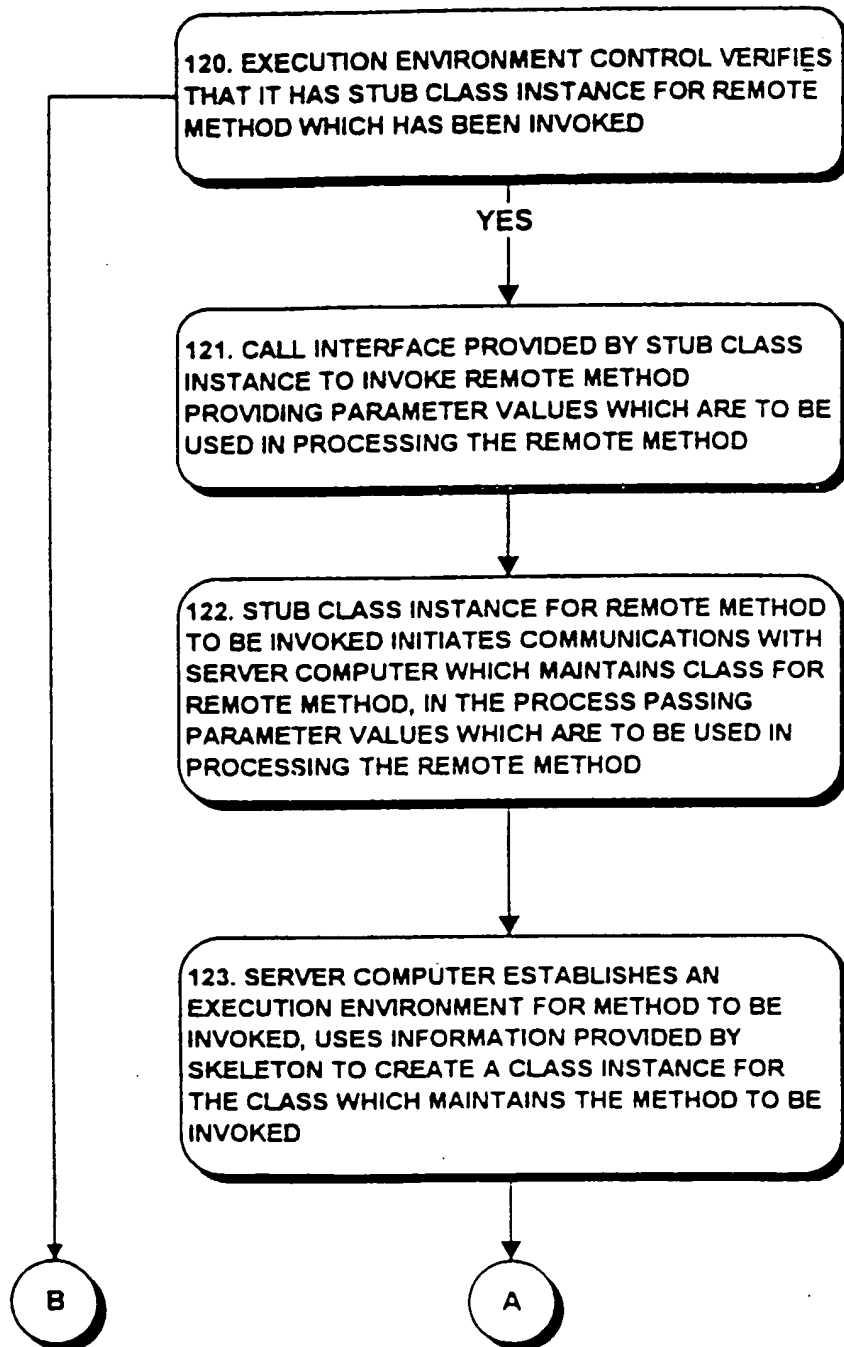 120. EXECUTION ENVIRONMENT CONTROL VERIFIES
THAT IT HAS STUB CLASS INSTANCE FOR REMOTE
METHOD WHICH HAS BEEN INVOKED
YES
121. CALL INTERFACE PROVIDED BY STUB CLASS
INSTANCE TO INVOKE REMOTE METHOD
PROVIDING PARAMETER VALUES WHICH ARE TO BE
USED IN PROCESSING THE REMOTE METHOD
122. STUB CLASS INSTANCE FOR REMOTE METHOD
TO BE INVOKED INITIATES COMMUNICATIONS WITH
SERVER COMPUTER WHICH MAINTAINS CLASS FOR
REMOTE METHOD, IN THE PROCESS PASSING
PARAMETER VALUES WHICH ARE TO BE USED IN
PROCESSING THE REMOTE METHOD
123. SERVER COMPUTER ESTABLISHES AN
EXECUTION ENVIRONMENT FOR METHOD TO BE
INVOKED, USES INFORMATION PROVIDED BY
SKELETON TO CREATE A CLASS INSTANCE FOR
THE CLASS WHICH MAINTAINS THE METHOD TO BE
INVOKED
B
A